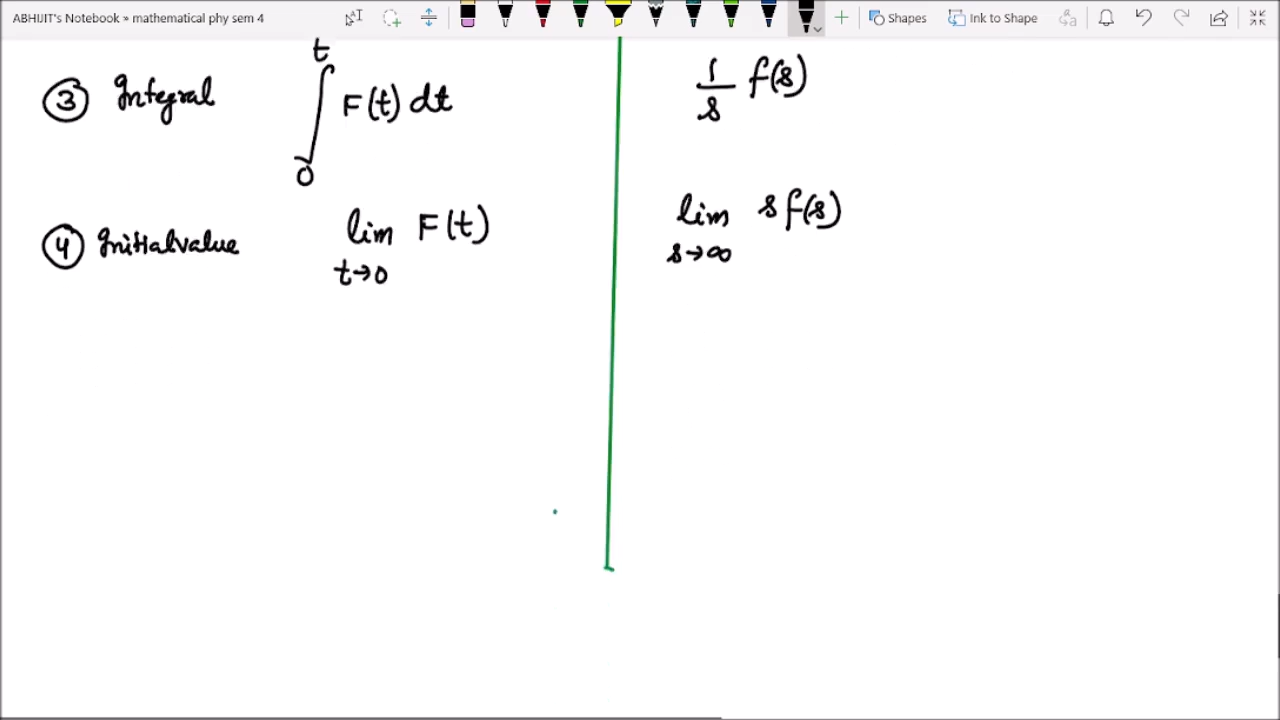 ABHIJIT's Notebook » mathematical phy sem 4
Shapes
Ink to Shape
③ Integral ∫₀ᵗ F(t) dt 1/s f(s)
④ Initialvalue lim t→0 F(t) lim s→∞ s f(s)